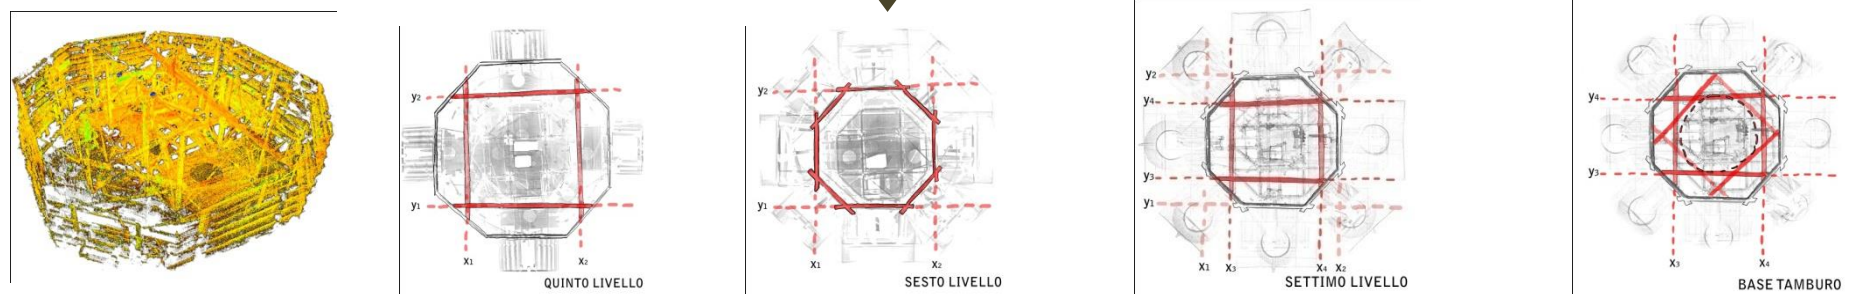 y2
y1
x1
x2
QUINTO LIVELLO
y2
y1
x1
x2
SESTO LIVELLO
y2
y4
y3
y1
x1
x3
x4
x2
SETTIMO LIVELLO
y4
y3
x3
x4
BASE TAMBURO